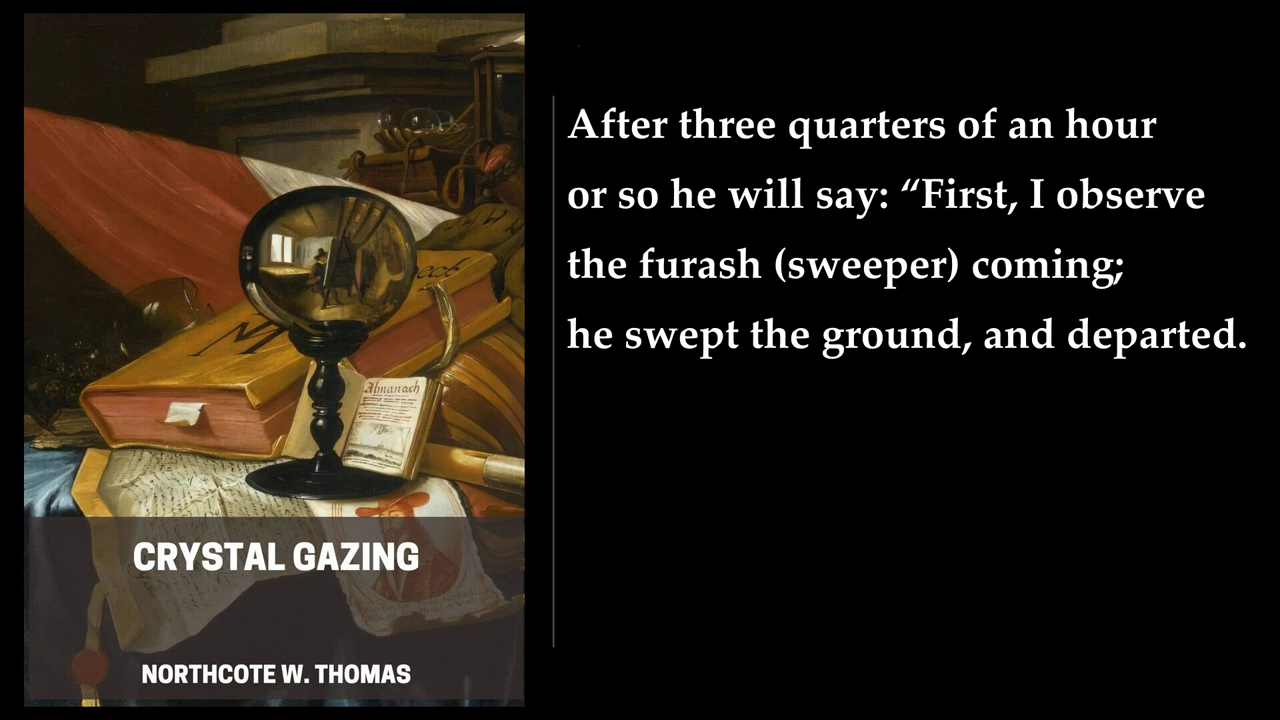 After three quarters of an hour
or so he will say: “First, I observe
the furash (sweeper) coming;
he swept the ground, and departed.
Almanach
CRYSTAL GAZING
NORTHCOTE W. THOMAS